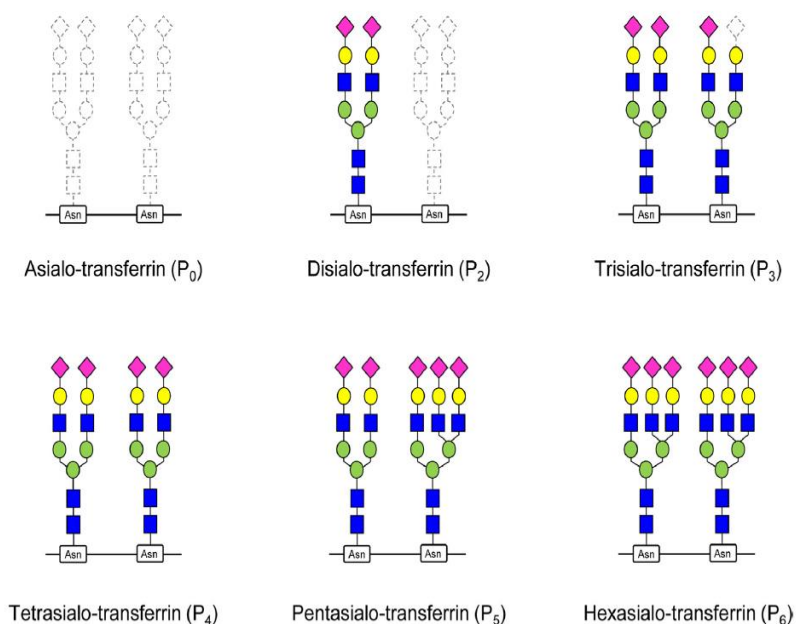 Asn Asn
Asn Asn
Asn Asn
Asialo-transferrin (P₀)
Disialo-transferrin (P₂)
Trisialo-transferrin (P₃)
Asn Asn
Asn Asn
Asn Asn
Tetrasialo-transferrin (P₄)
Pentasialo-transferrin (P₅)
Hexasialo-transferrin (P₆)